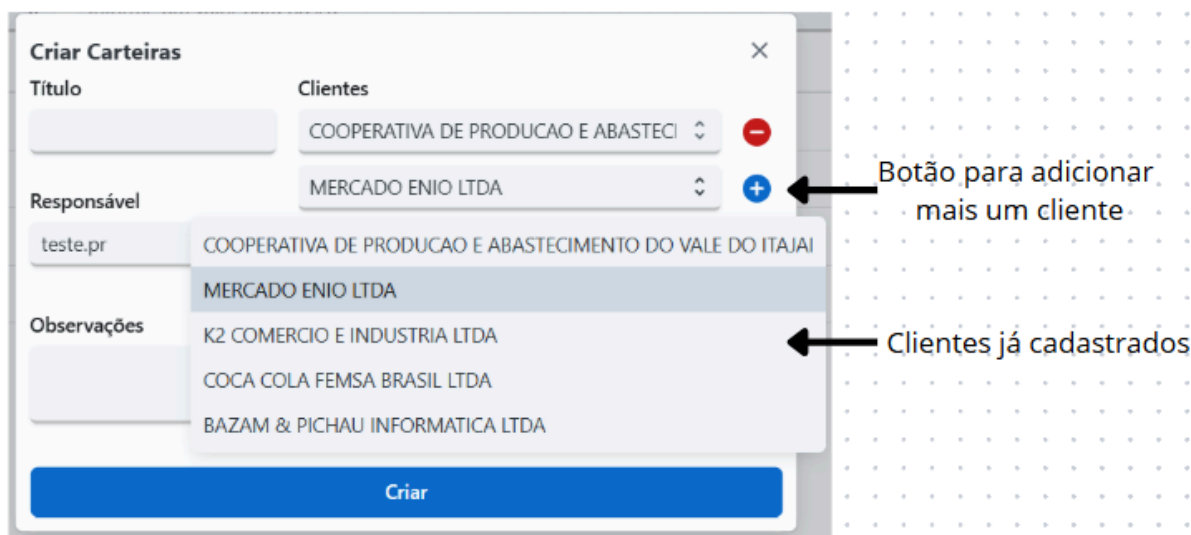 Criar Carteiras
Título
Clientes
COOPERATIVA DE PRODUCAO E ABASTECI
MERCADO ENIO LTDA
Botão para adicionar
mais um cliente
Responsável
teste.pr
COOPERATIVA DE PRODUCAO E ABASTECIMENTO DO VALE DO ITAJAI
MERCADO ENIO LTDA
Observações
K2 COMERCIO E INDUSTRIA LTDA
Clientes já cadastrados
COCA COLA FEMSA BRASIL LTDA
BAZAM & PICHAU INFORMATICA LTDA
Criar